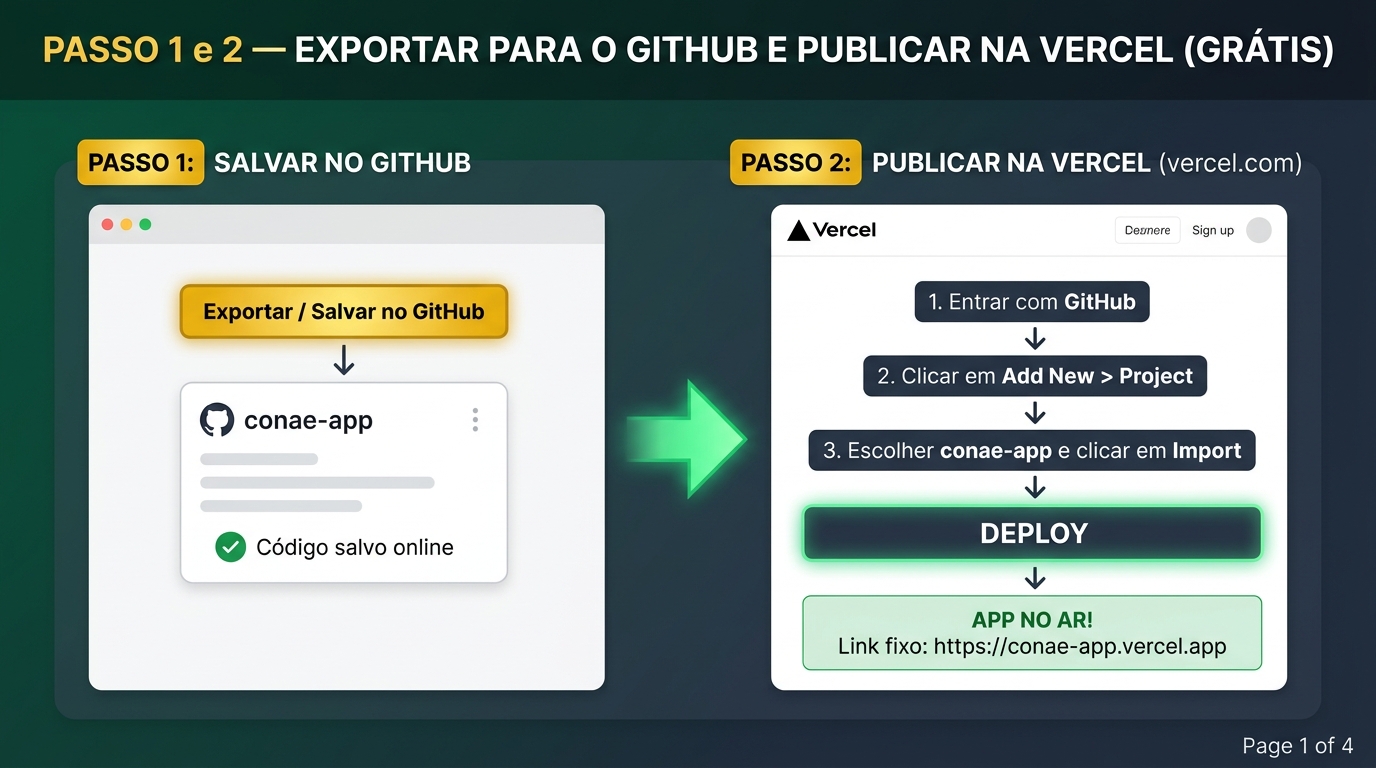 PASSO 1 e 2 — EXPORTAR PARA O GITHUB E PUBLICAR NA VERCEL (GRÁTIS)
PASSO 1: SALVAR NO GITHUB
Exportar / Salvar no GitHub
conae-app
Código salvo online
PASSO 2: PUBLICAR NA VERCEL (vercel.com)
Vercel
Sign up
1. Entrar com GitHub
2. Clicar em Add New > Project
3. Escolher conae-app e clicar em Import
DEPLOY
APP NO AR!
Link fixo: https://conae-app.vercel.app
Page 1 of 4